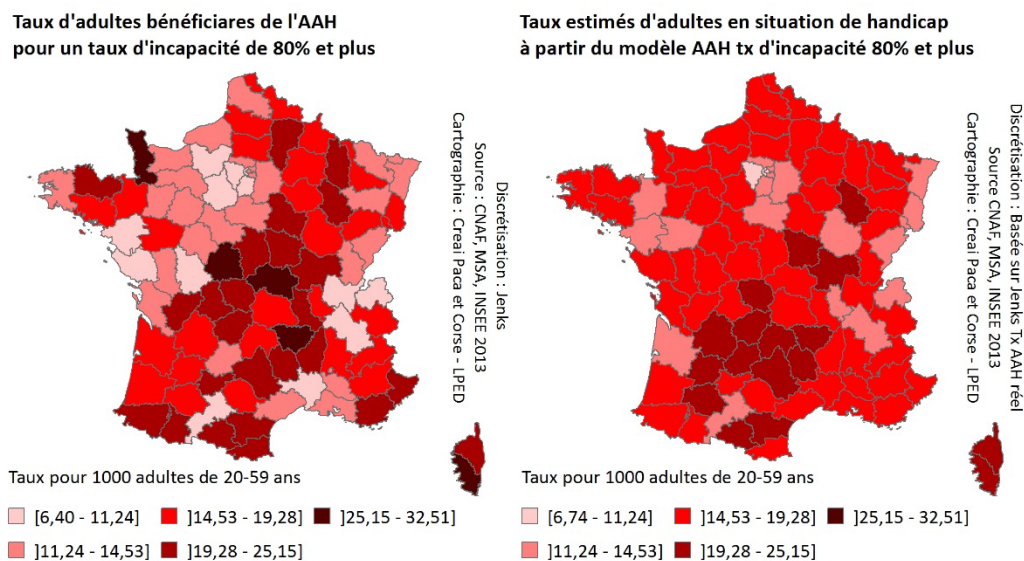 Taux d'adultes bénéficiares de l'AAH
pour un taux d'incapacité de 80% et plus
Discrétisation : Jenks
Source : CNAF, MSA, INSEE 2013
Cartographie : Creai Paca et Corse - LPED
Taux pour 1000 adultes de 20-59 ans
[6,40 - 11,24] ]14,53 - 19,28] ]25,15 - 32,51]
]11,24 - 14,53] ]19,28 - 25,15]
Taux estimés d'adultes en situation de handicap
à partir du modèle AAH tx d'incapacité 80% et plus
Discrétisation : Basée sur Jenks Tx AAH réel
Source CNAF, MSA, INSEE 2013
Cartographie : Creai Paca et Corse - LPED
Taux pour 1000 adultes de 20-59 ans
[6,74 - 11,24] ]14,53 - 19,28] ]25,15 - 32,51]
]11,24 - 14,53] ]19,28 - 25,15]